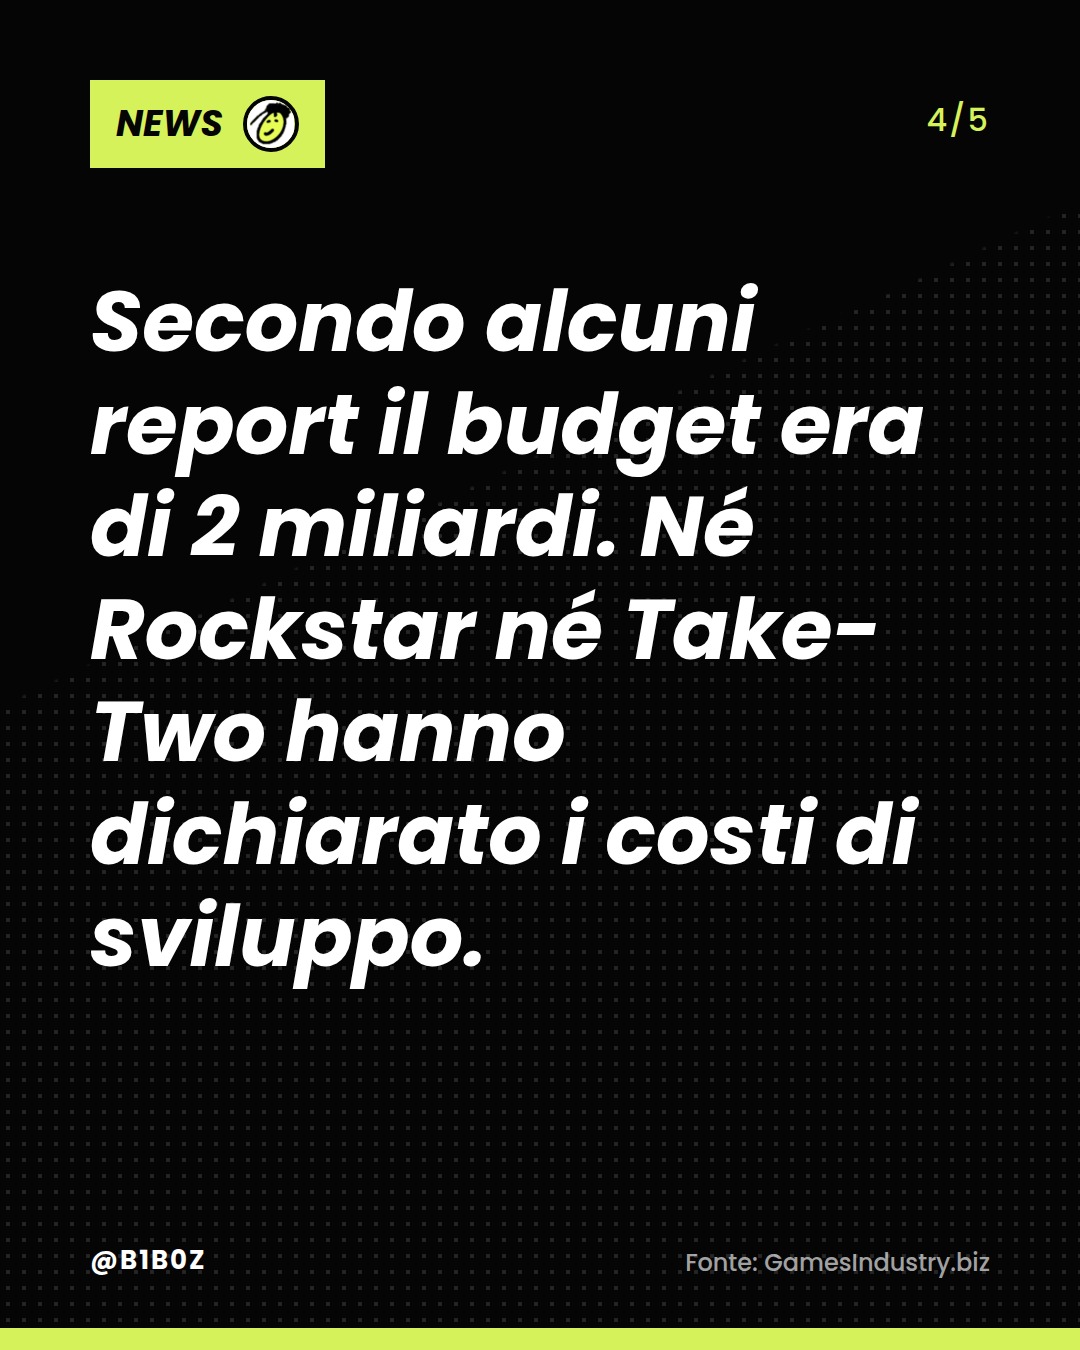 NEWS
4/5
Secondo alcuni
report il budget era
di 2 miliardi. Né
Rockstar né Take-
Two hanno
dichiarato i costi di
sviluppo.
@B1B0Z
Fonte: GamesIndustry.biz